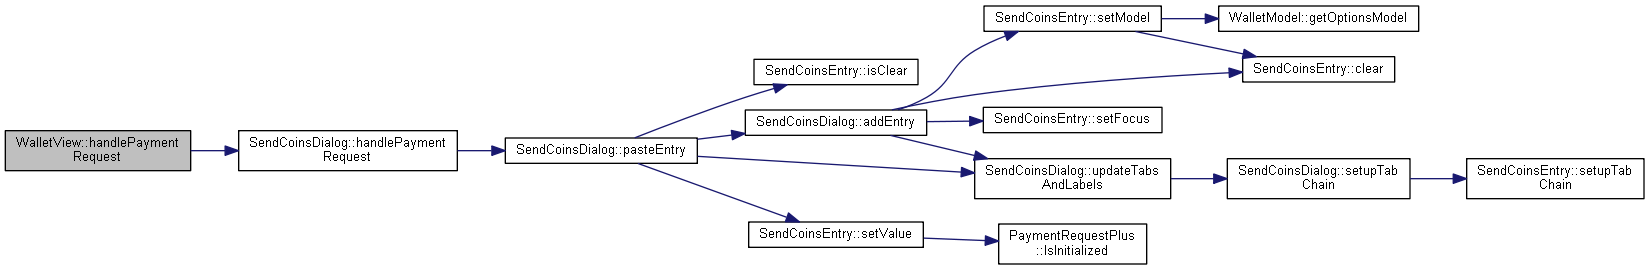 WalletView::handlePayment
Request
SendCoinsDialog::handlePayment
Request
SendCoinsDialog::pasteEntry
SendCoinsEntry::isClear
SendCoinsDialog::addEntry
SendCoinsEntry::setValue
SendCoinsEntry::setModel
SendCoinsEntry::setFocus
SendCoinsDialog::updateTabs
AndLabels
PaymentRequestPlus
::IsInitialized
WalletModel::getOptionsModel
SendCoinsEntry::clear
SendCoinsDialog::setupTab
Chain
SendCoinsEntry::setupTab
Chain